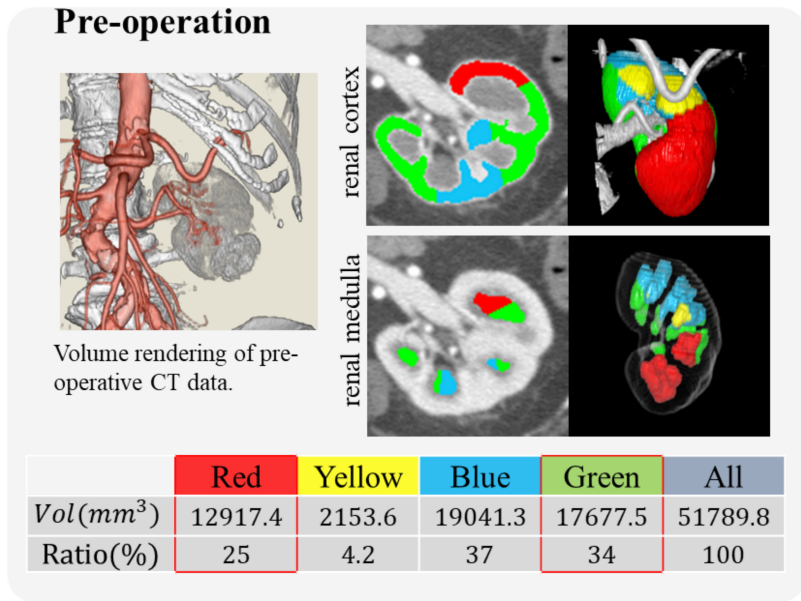 Pre-operation
renal cortex
renal medulla
Volume rendering of pre-
operative CT data.
Red Yellow Blue Green All
Vol(mm³) 12917.4 2153.6 19041.3 17677.5 51789.8
Ratio(%) 25 4.2 37 34 100